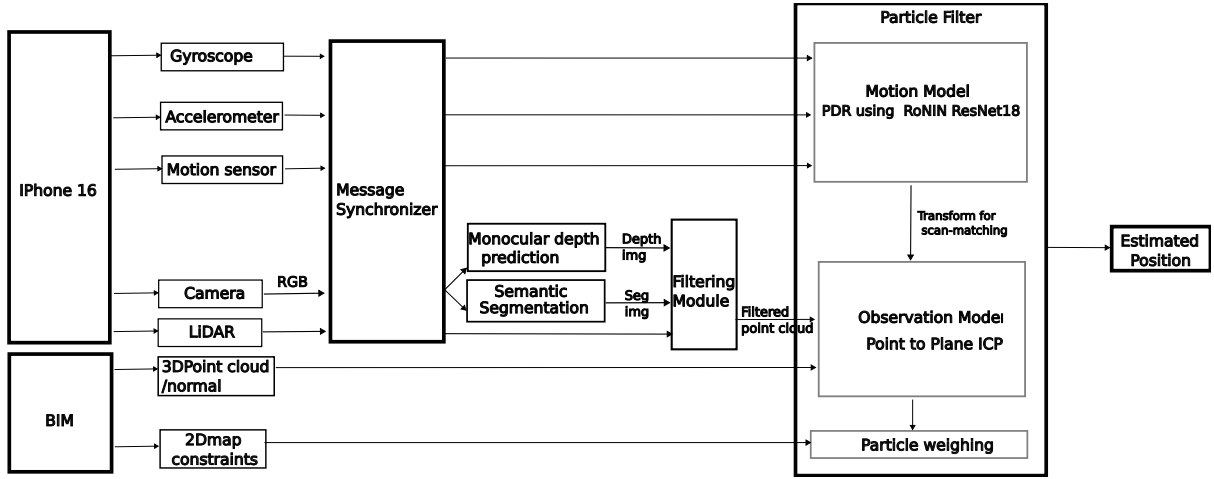 Particle Filter
Gyroscope
Accelerometer
Motion sensor
IPhone 16
Message
Synchronizer
Motion Model
PDR using RoNIN ResNet18
Transform for
scan-matching
Monocular depth
prediction
Depth
img
Semantic
Segmentation
Seg
img
Filtering
Module
Filtered
point cloud
Camera
RGB
LiDAR
Observation Model
Point to Plane ICP
Estimated
Position
BIM
3DPoint cloud
/normal
2Dmap
constraints
Particle weighing